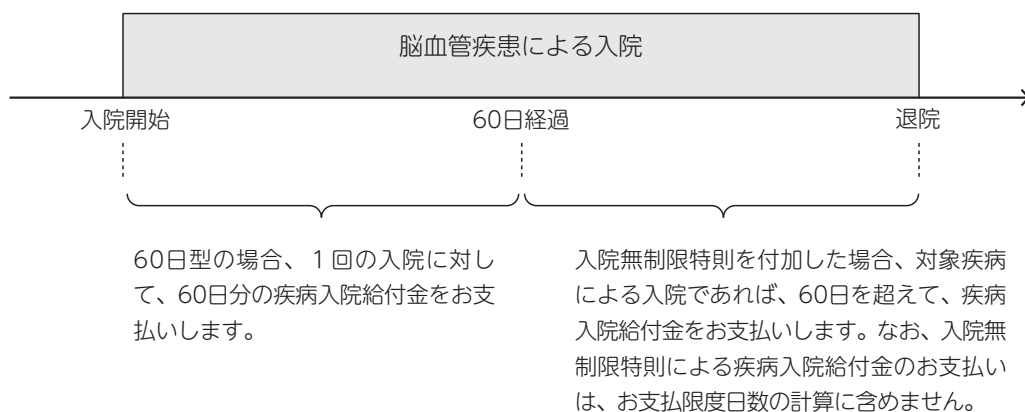 脳血管疾患による入院
入院開始
60日経過
退院
60日型の場合、1回の入院に対し
て、60日分の疾病入院給付金をお支
払いします。
入院無制限特則を付加した場合、対象疾病
による入院であれば、60日を超えて、疾病
入院給付金をお支払いします。なお、入院無
制限特則による疾病入院給付金のお支払い
は、お支払限度日数の計算に含めません。